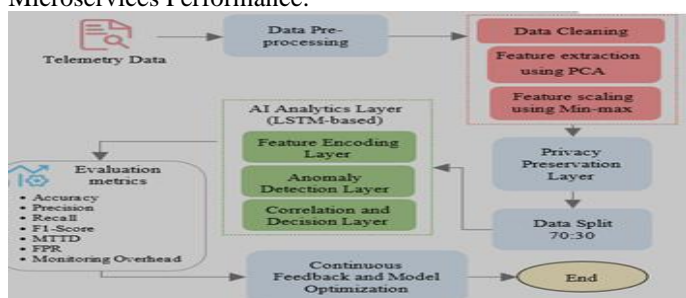 Microservices Performance.
Telemetry Data
Data Pre-
processing
Data Cleaning
Feature extraction
using PCA
Feature scaling
using Min-max
Privacy
Preservation
Layer
Data Split
70:30
AI Analytics Layer
(LSTM-based)
Feature Encoding
Layer
Anomaly
Detection Layer
Correlation and
Decision Layer
Evaluation
metrics
• Accuracy
• Precision
• Recall
• F1-Score
• MTTD
• FPR
• Monitoring Overhead
Continuous
Feedback and Model
Optimization
End